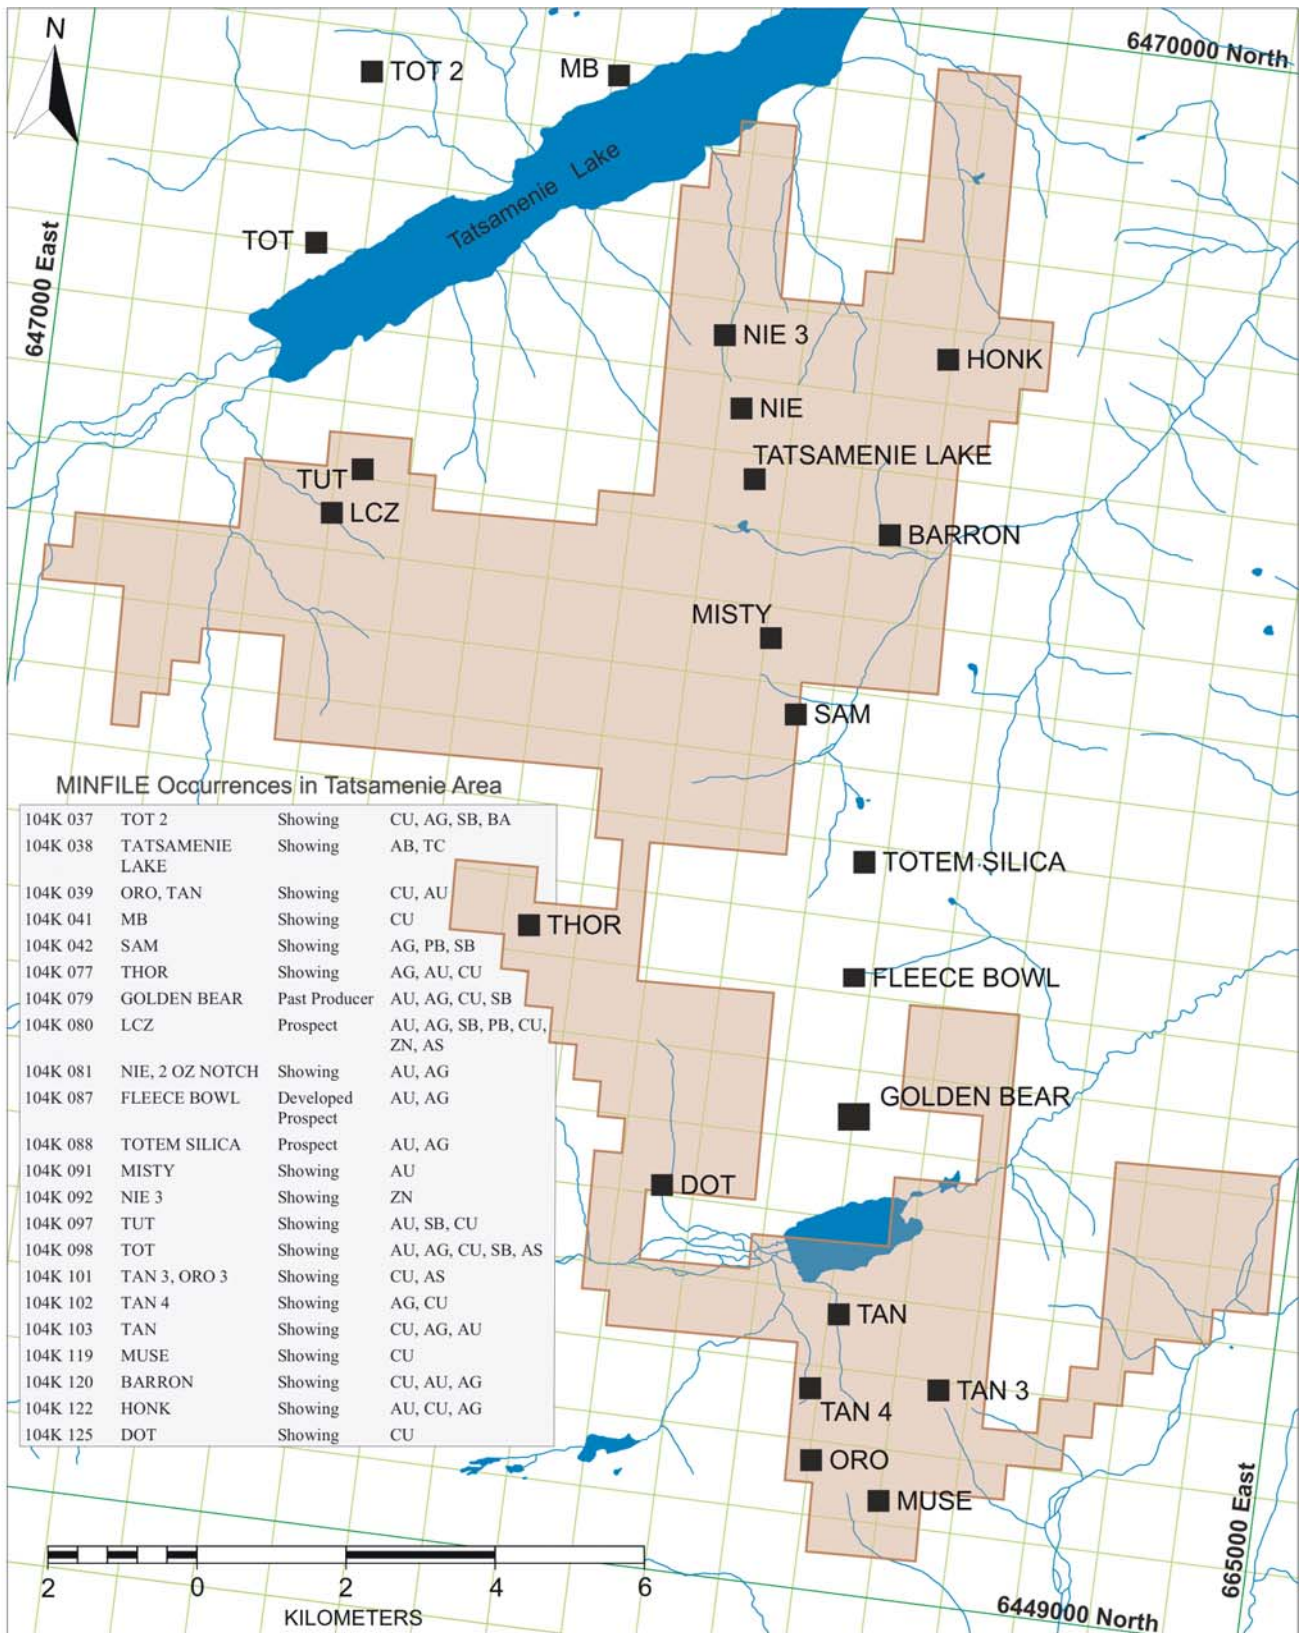 N
6470000 North
TOT 2
MB
Tatsamenie Lake
TOT
647000 East
NIE 3
HONK
NIE
TATSAMENIE LAKE
TUT
LCZ
BARRON
MISTY
SAM
MINFILE Occurrences in Tatsamenie Area
104K 037 TOT 2 Showing CU, AG, SB, BA
104K 038 TATSAMENIE Showing AB, TC
LAKE
104K 039 ORO, TAN Showing CU, AU
104K 041 MB Showing CU
104K 042 SAM Showing AG, PB, SB
104K 077 THOR Showing AG, AU, CU
104K 079 GOLDEN BEAR Past Producer AU, AG, CU, SB
104K 080 LCZ Prospect AU, AG, SB, PB, CU,
ZN, AS
104K 081 NIE, 2 OZ NOTCH Showing AU, AG
104K 087 FLEECE BOWL Developed AU, AG
Prospect
104K 088 TOTEM SILICA Prospect AU, AG
104K 091 MISTY Showing AU
104K 092 NIE 3 Showing ZN
104K 097 TUT Showing AU, SB, CU
104K 098 TOT Showing AU, AG, CU, SB, AS
104K 101 TAN 3, ORO 3 Showing CU, AS
104K 102 TAN 4 Showing AG, CU
104K 103 TAN Showing CU, AG, AU
104K 119 MUSE Showing CU
104K 120 BARRON Showing CU, AU, AG
104K 122 HONK Showing AU, CU, AG
104K 125 DOT Showing CU
TOTEM SILICA
THOR
FLEECE BOWL
GOLDEN BEAR
DOT
TAN
TAN 3
TAN 4
ORO
MUSE
665000 East
2 0 2 4 6
KILOMETERS
6449000 North